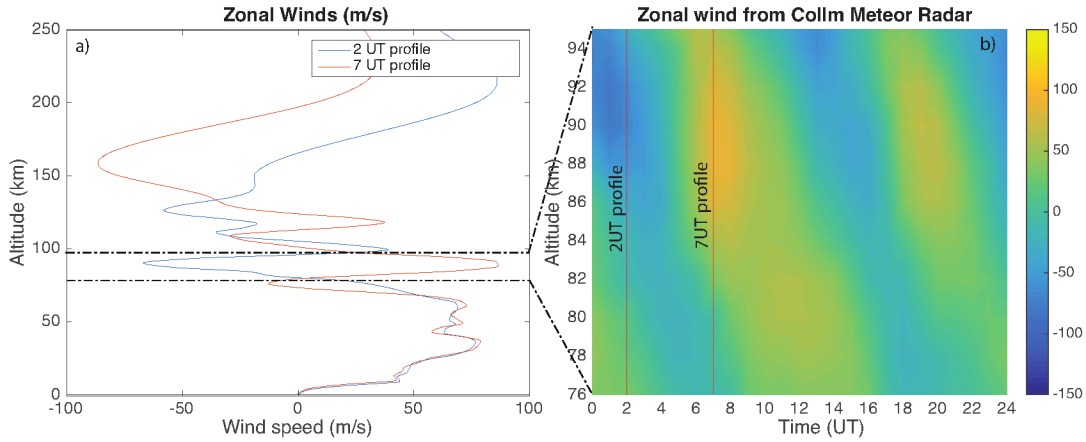 Zonal Winds (m/s)
a)
2 UT profile
7 UT profile
250
200
150
100
50
0
Altitude (km)
-100 -50 0 50 100
Wind speed (m/s)
Zonal wind from Collm Meteor Radar
b)
94
92
90
88
86
84
82
80
78
76
Altitude (km)
2UT profile
7UT profile
0 2 4 6 8 10 12 14 16 18 20 22 24
Time (UT)
150
100
50
0
-50
-100
-150